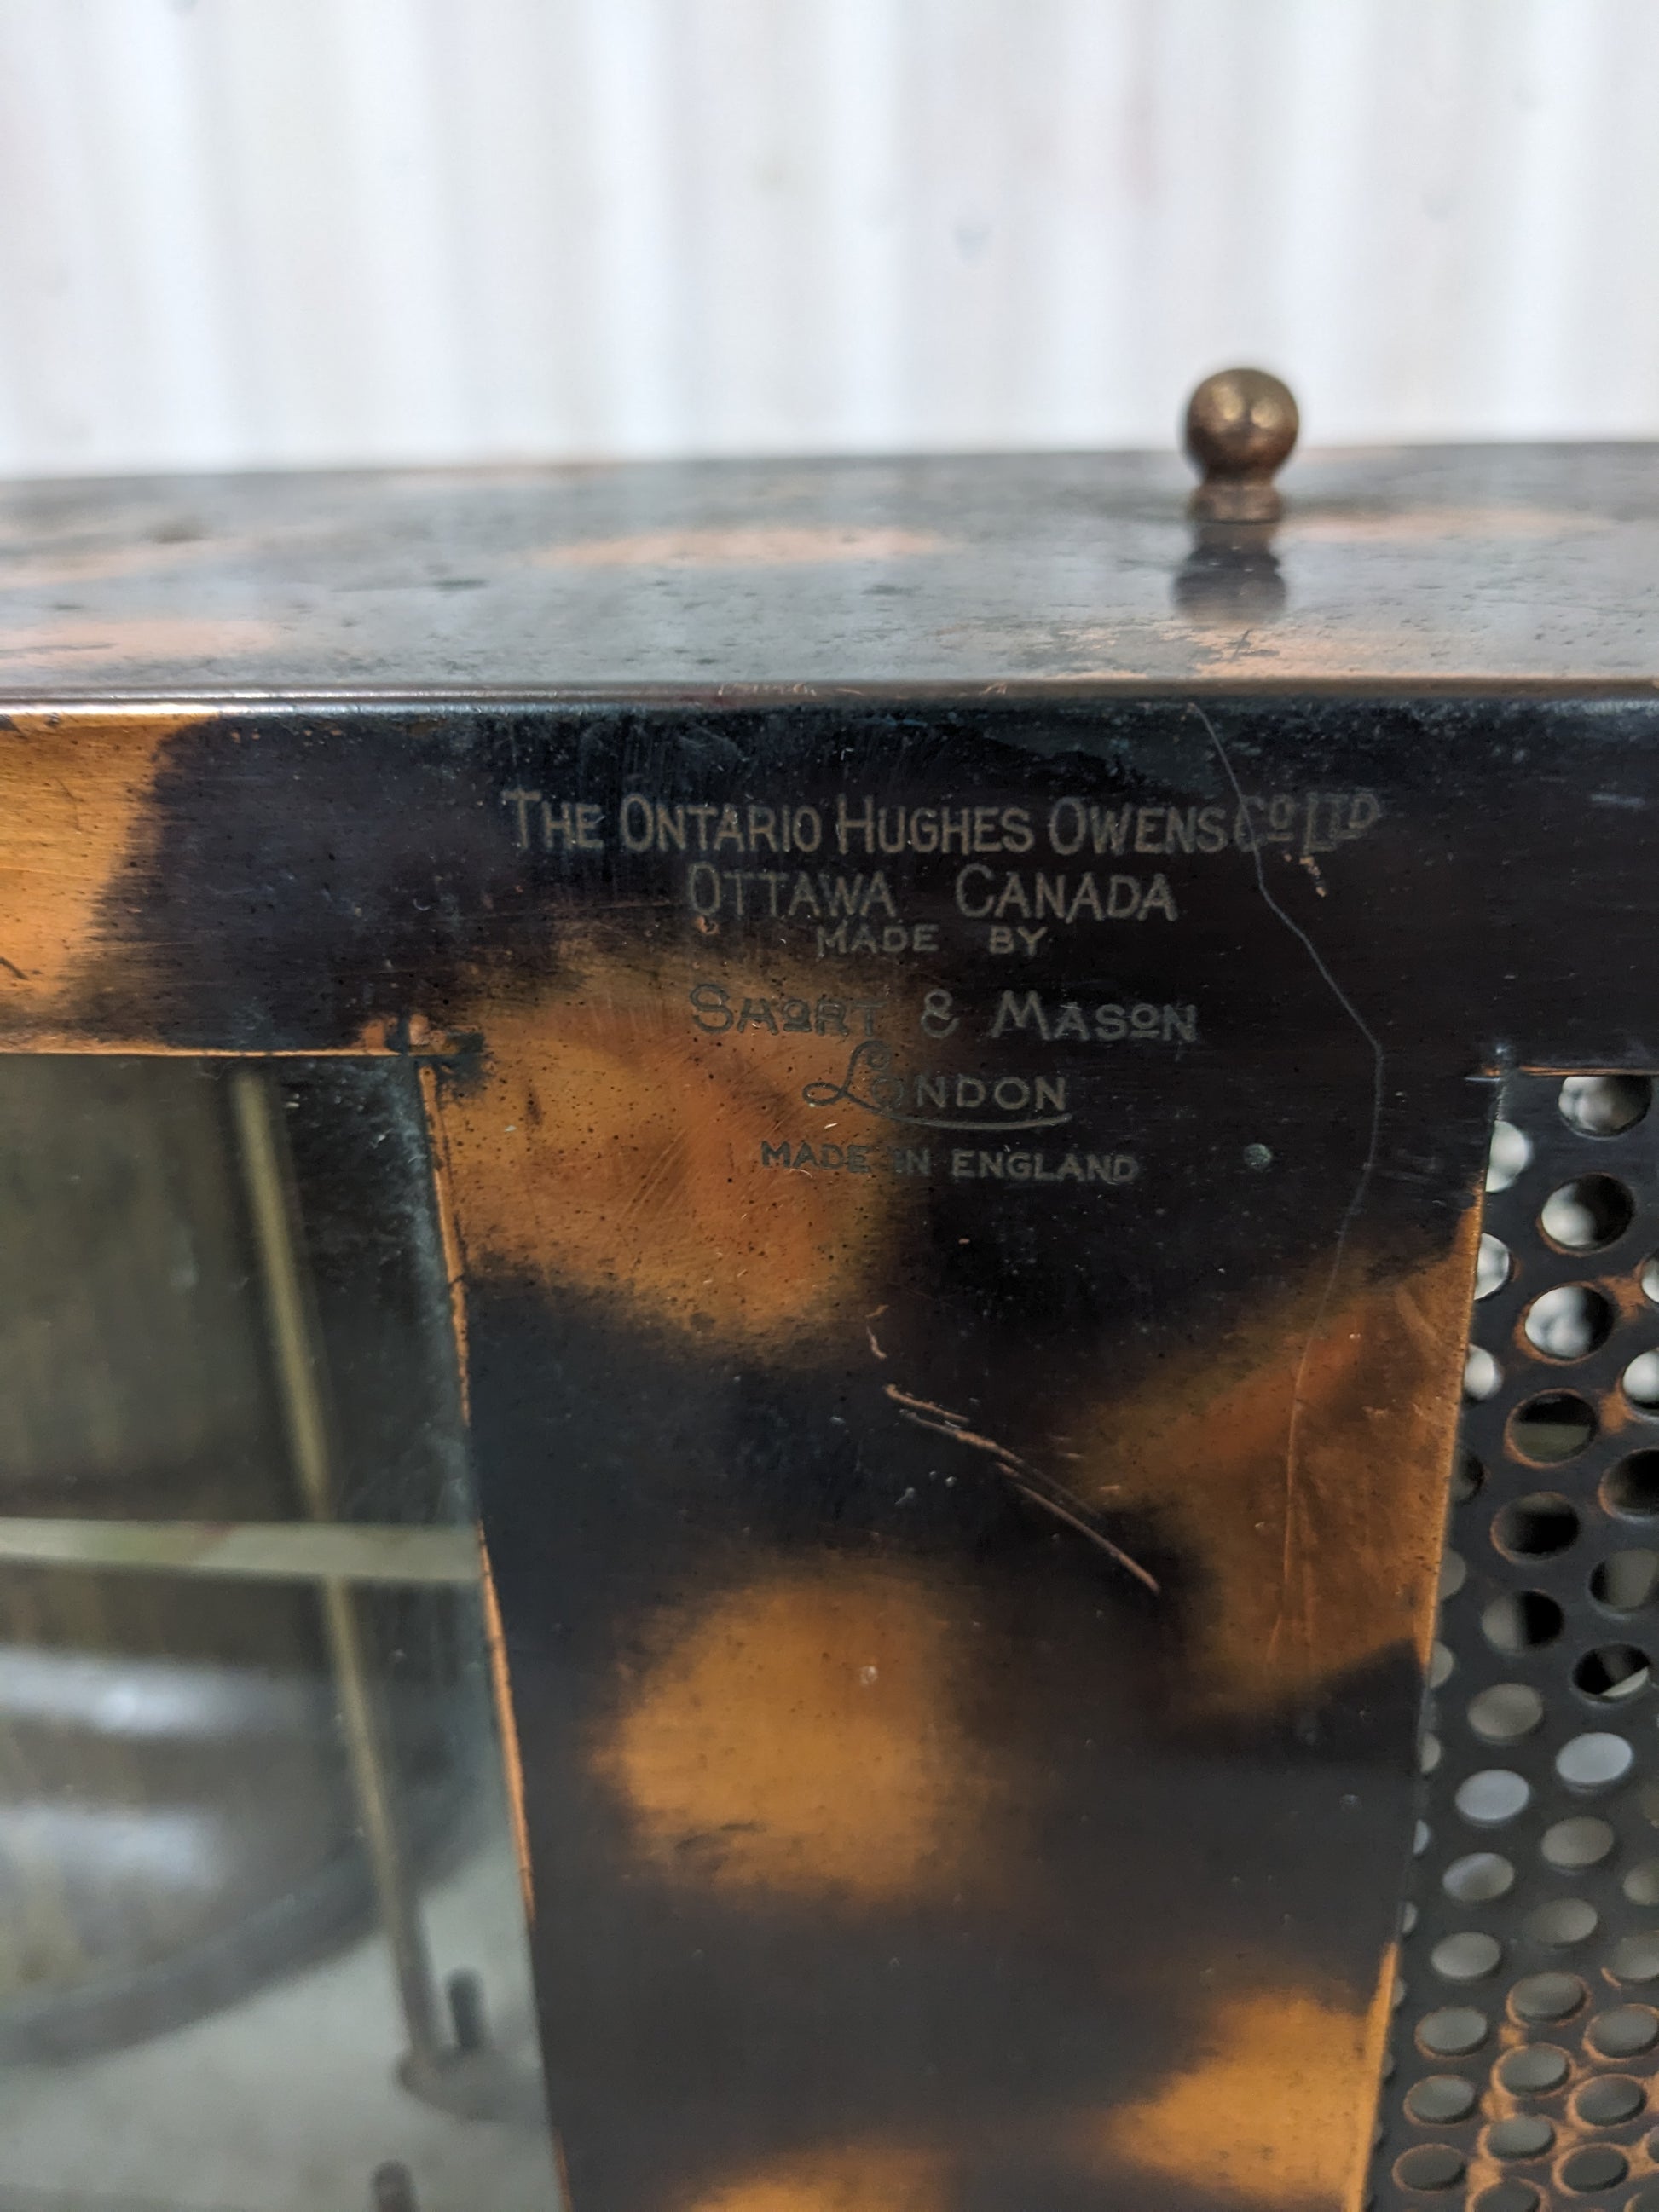 THE ONTARIO HUGHES OWENS CO LTD
OTTAWA CANADA
MADE BY
SHORT & MASON
LONDON
MADE IN ENGLAND